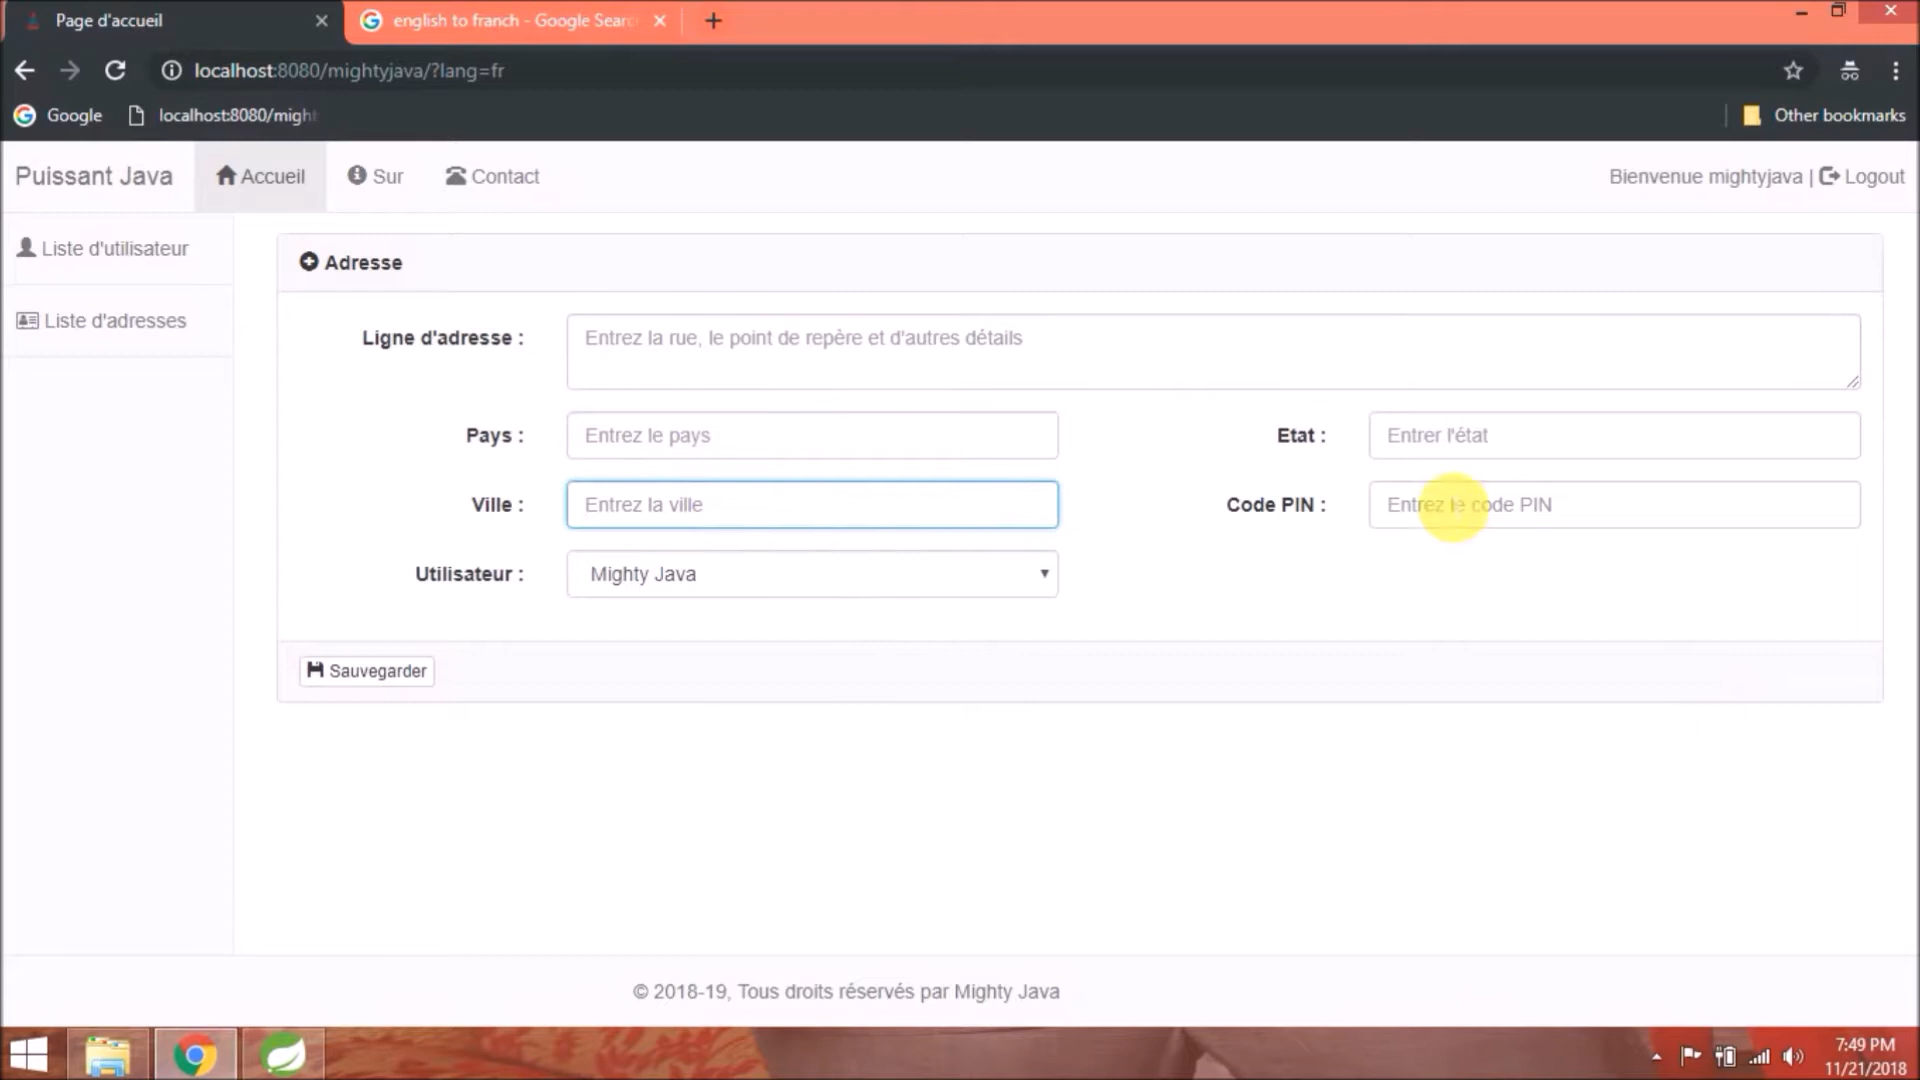 Page d'accueil
english to franch - Google Sear
localhost:8080/mightyjava/?lang=fr
Google
localhost:8080/migh
Other bookmarks
Puissant Java
Accueil
Sur
Contact
Bienvenue mightyjava | Logout
Liste d'utilisateur
Liste d'adresses
Adresse
Ligne d'adresse :
Entrez la rue, le point de repère et d'autres détails
Pays :
Entrez le pays
Etat :
Entrer l'état
Ville :
Entrez la ville
Code PIN :
Entrez le code PIN
Utilisateur :
Mighty Java
Sauvegarder
© 2018-19, Tous droits réservés par Mighty Java
7:49 PM
11/21/2018